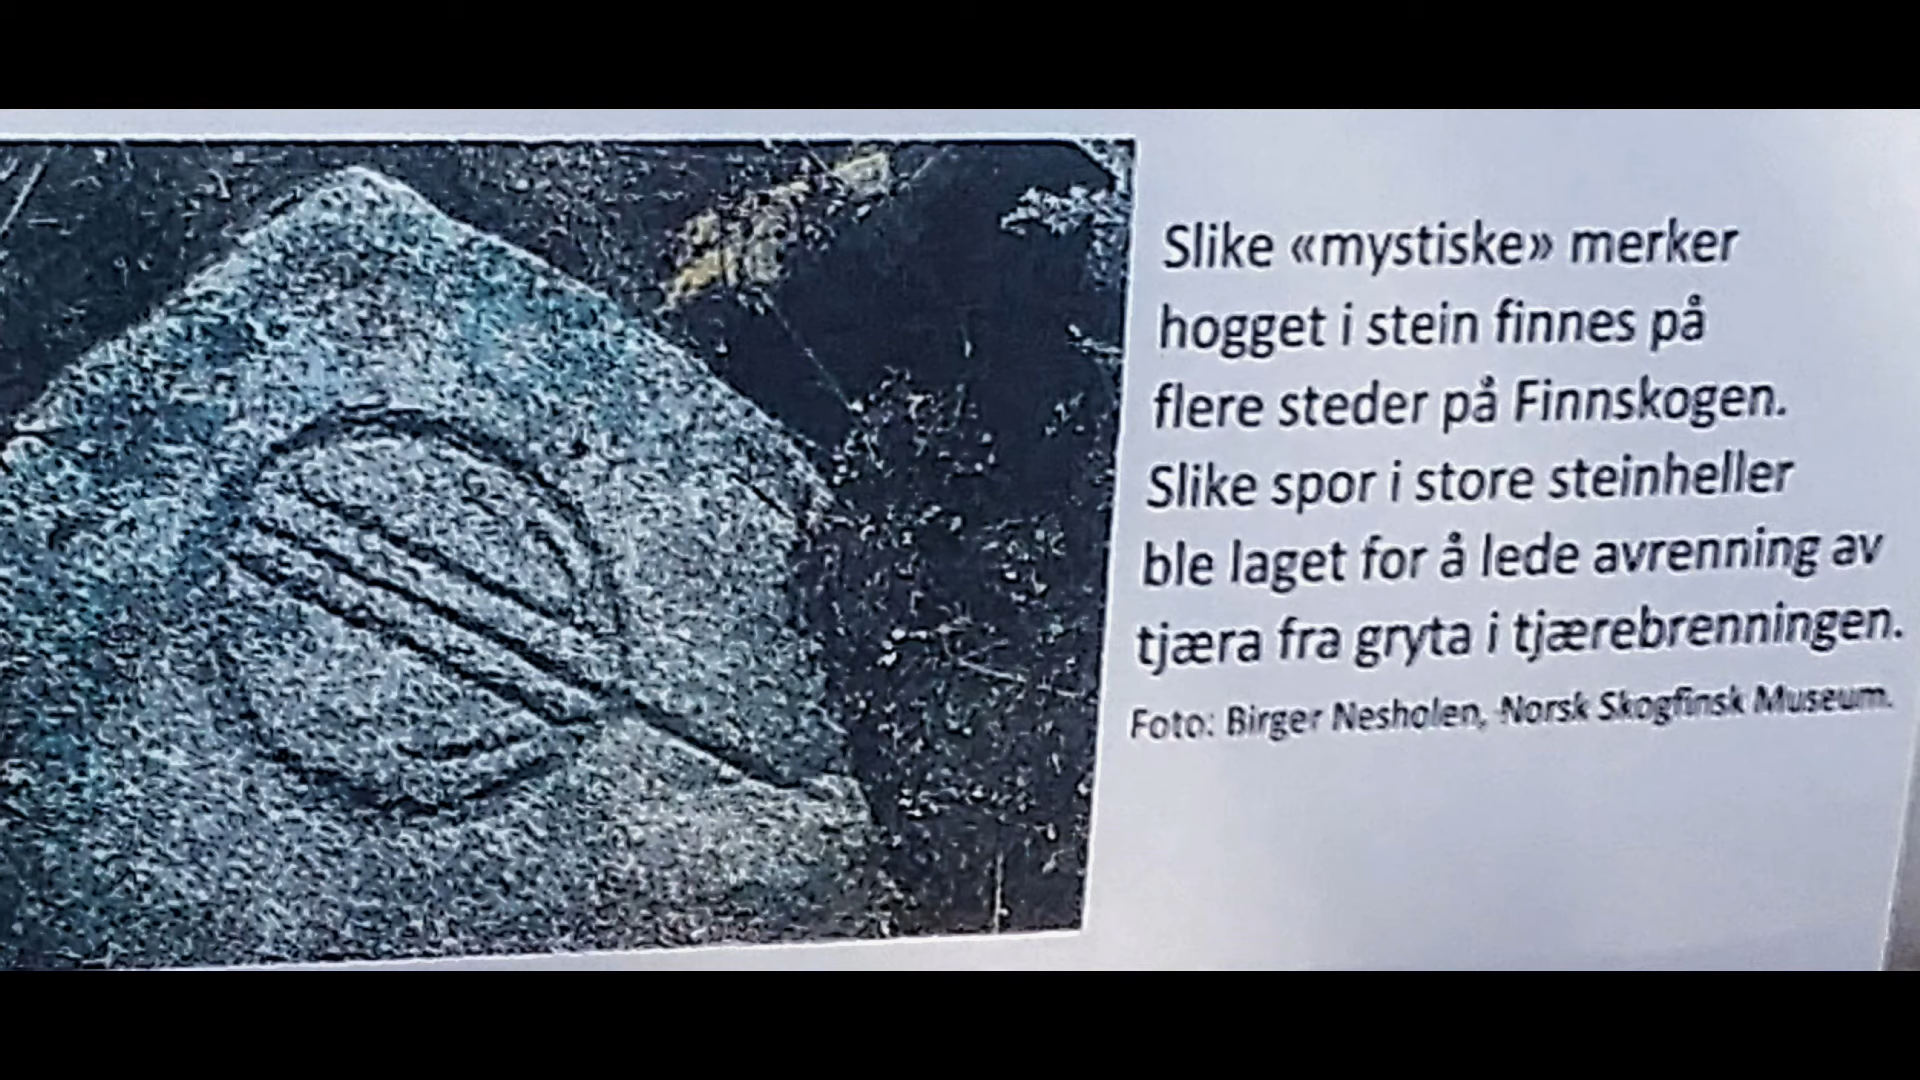 Slike «mystiske» merker
hogget i stein finnes på
flere steder på Finnskogen.
Slike spor i store steinheller
ble laget for å lede avrenning av
tjæra fra gryta i tjærebrenningen.
Foto: Birger Nesholen, Norsk Skogfinsk Museum.